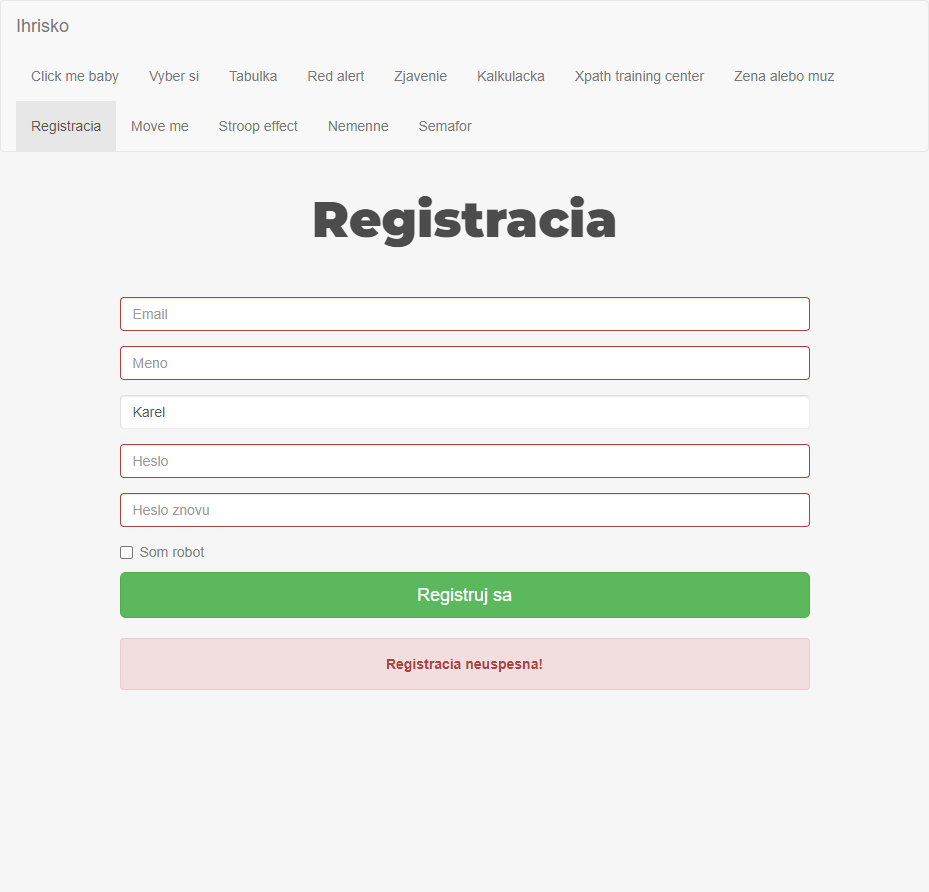 Ihrisko
Click me baby Vyber si Tabulka Red alert Zjavenie Kalkulacka Xpath training center Zena alebo muz
Registracia Move me Stroop effect Nemenne Semafor
Registracia
Email
Meno
Karel
Heslo
Heslo znovu
Som robot
Registruj sa
Registracia neuspesna!